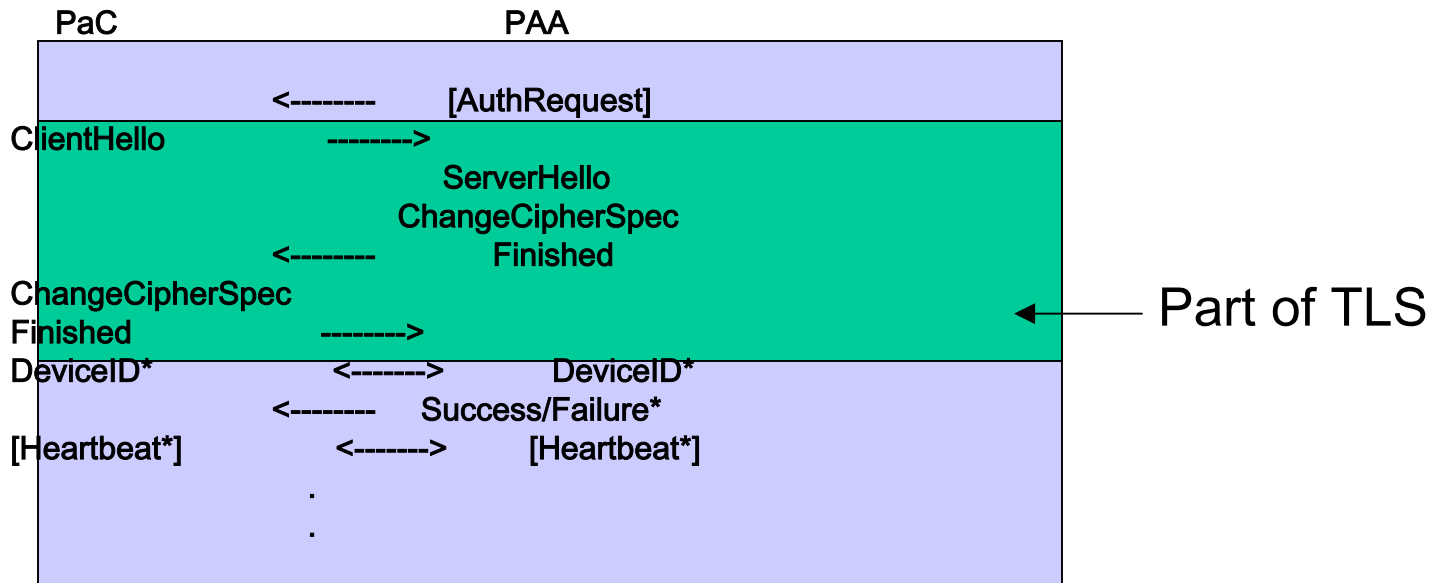 PaC PAA
<-------- [AuthRequest]
ClientHello -------->
ServerHello
ChangeCipherSpec
<-------- Finished
ChangeCipherSpec
Finished -------->
Part of TLS
DeviceID* <-------> DeviceID*
<-------- Success/Failure*
[Heartbeat*] <-------> [Heartbeat*]
.
.